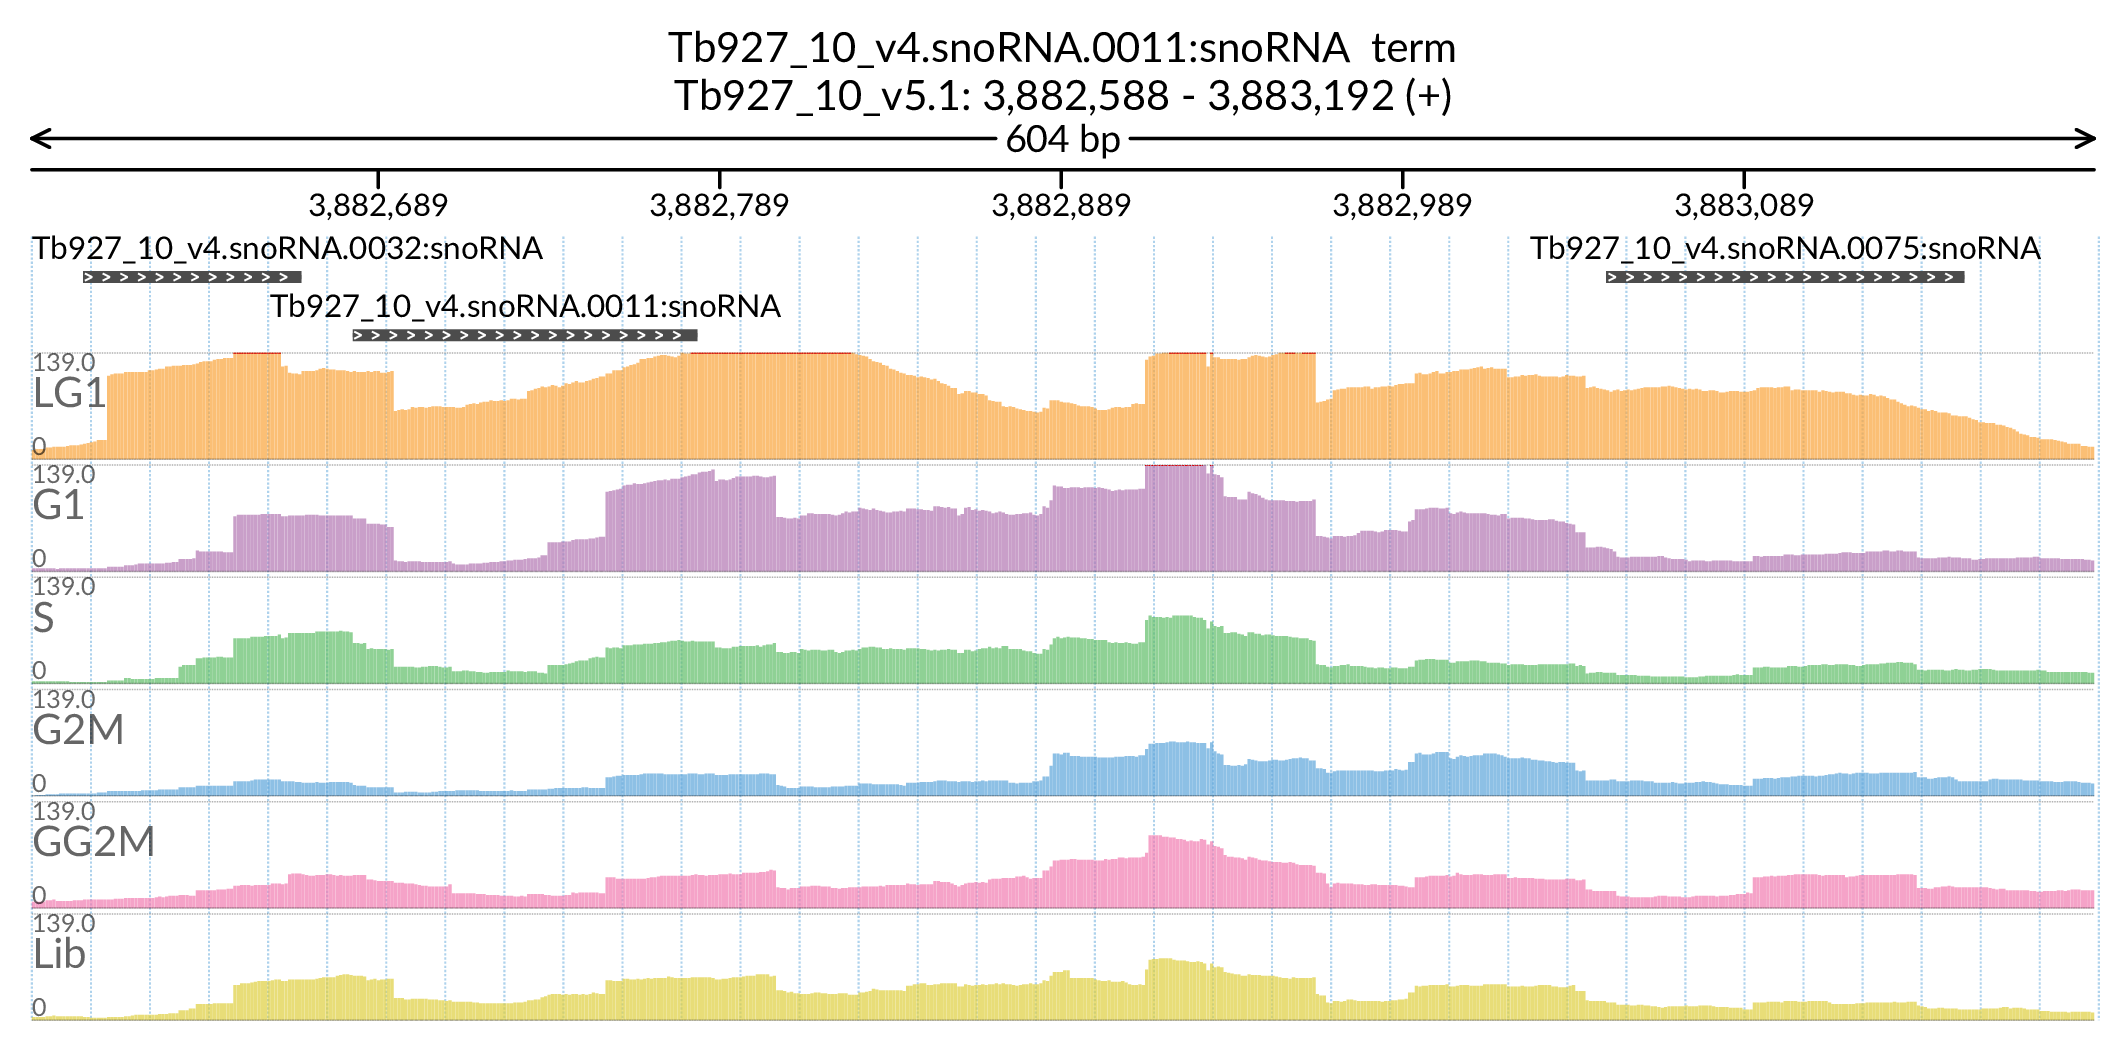 Tb927_10_v4.snoRNA.0011:snoRNA  term
Tb927_10_v5.1: 3,882,588 - 3,883,192 (+)
604 bp
3,882,689 3,882,789 3,882,889 3,882,989 3,883,089
Tb927_10_v4.snoRNA.0032:snoRNA Tb927_10_v4.snoRNA.0075:snoRNA
Tb927_10_v4.snoRNA.0011:snoRNA
139.0
LG1
0
139.0
G1
0
139.0
S
0
139.0
G2M
0
139.0
GG2M
0
139.0
Lib
0